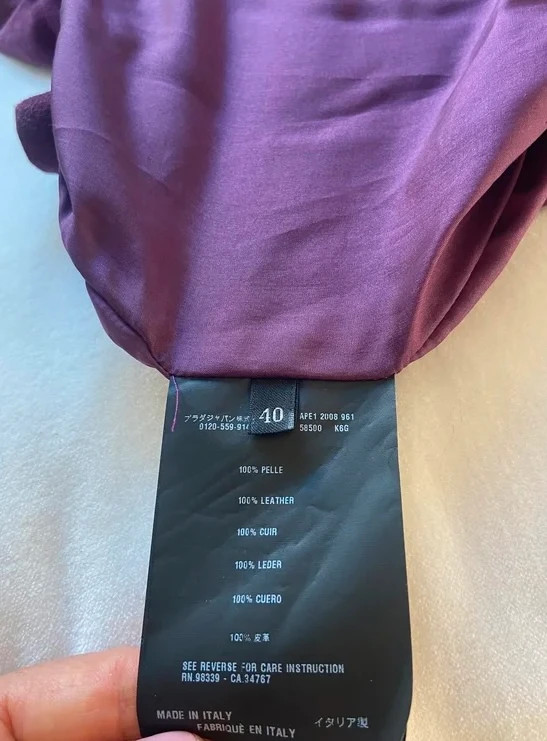 プラダジャパン株式 40 APE1 2008 961
0120-559-914 58500 K6G
100% PELLE
100% LEATHER
100% CUIR
100% LEDER
100% CUERO
100% 皮革
SEE REVERSE FOR CARE INSTRUCTION
RN.98339 - CA.34767
MADE IN ITALY
FABRIQUÉ EN ITALY イタリア製